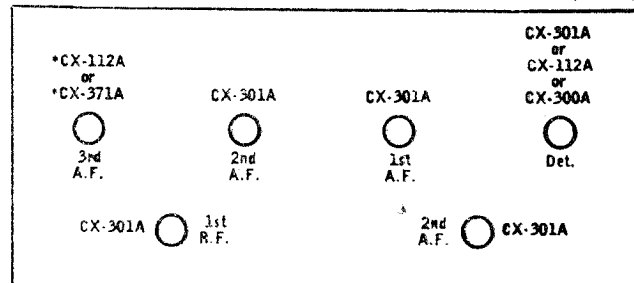 *CX-112A
or
*CX-371A
3rd
A.F.
CX-301A
2nd
A.F.
CX-301A
1st
A.F.
CX-301A
or
CX-112A
or
CX-300A
Det.
CX-301A
1st
R.F.
2nd
A.F.
CX-301A